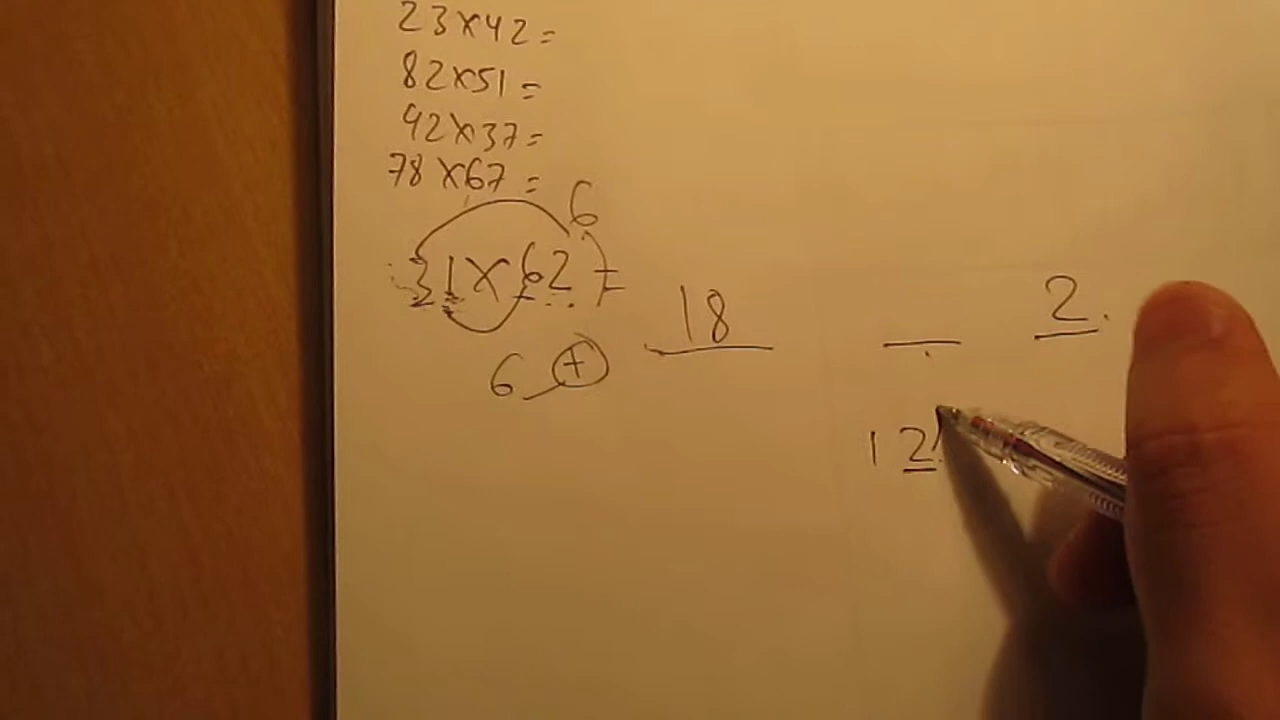 23x42=
82x51=
42x37=
78x67=
6
31x62=
18 _ 2.
6 +
12